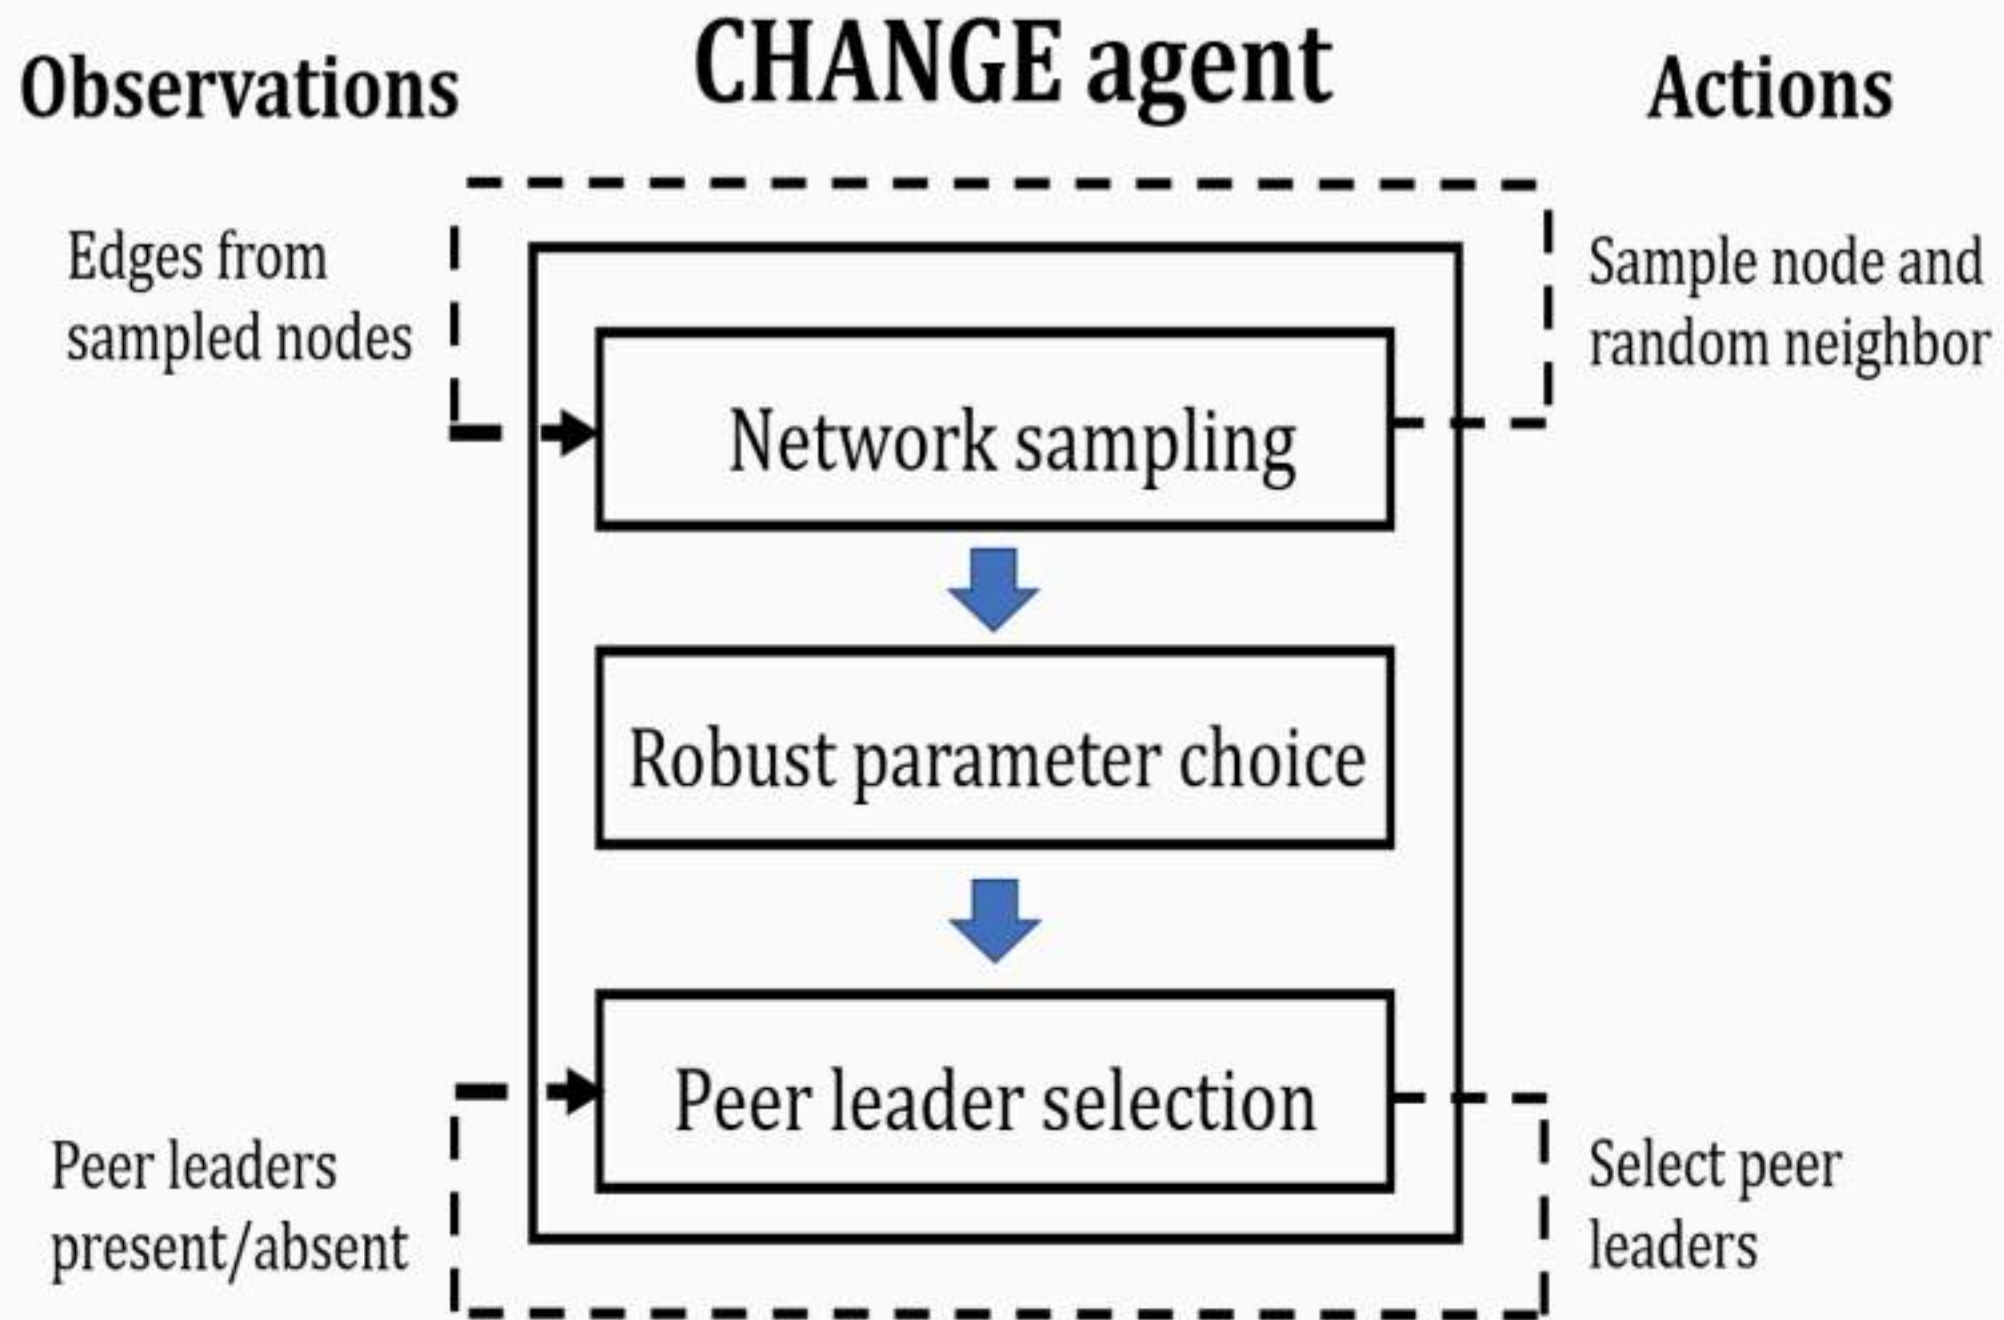 Observations
CHANGE agent
Actions
Edges from
sampled nodes
Sample node and
random neighbor
Network sampling
Robust parameter choice
Peer leader selection
Peer leaders
present/absent
Select peer
leaders